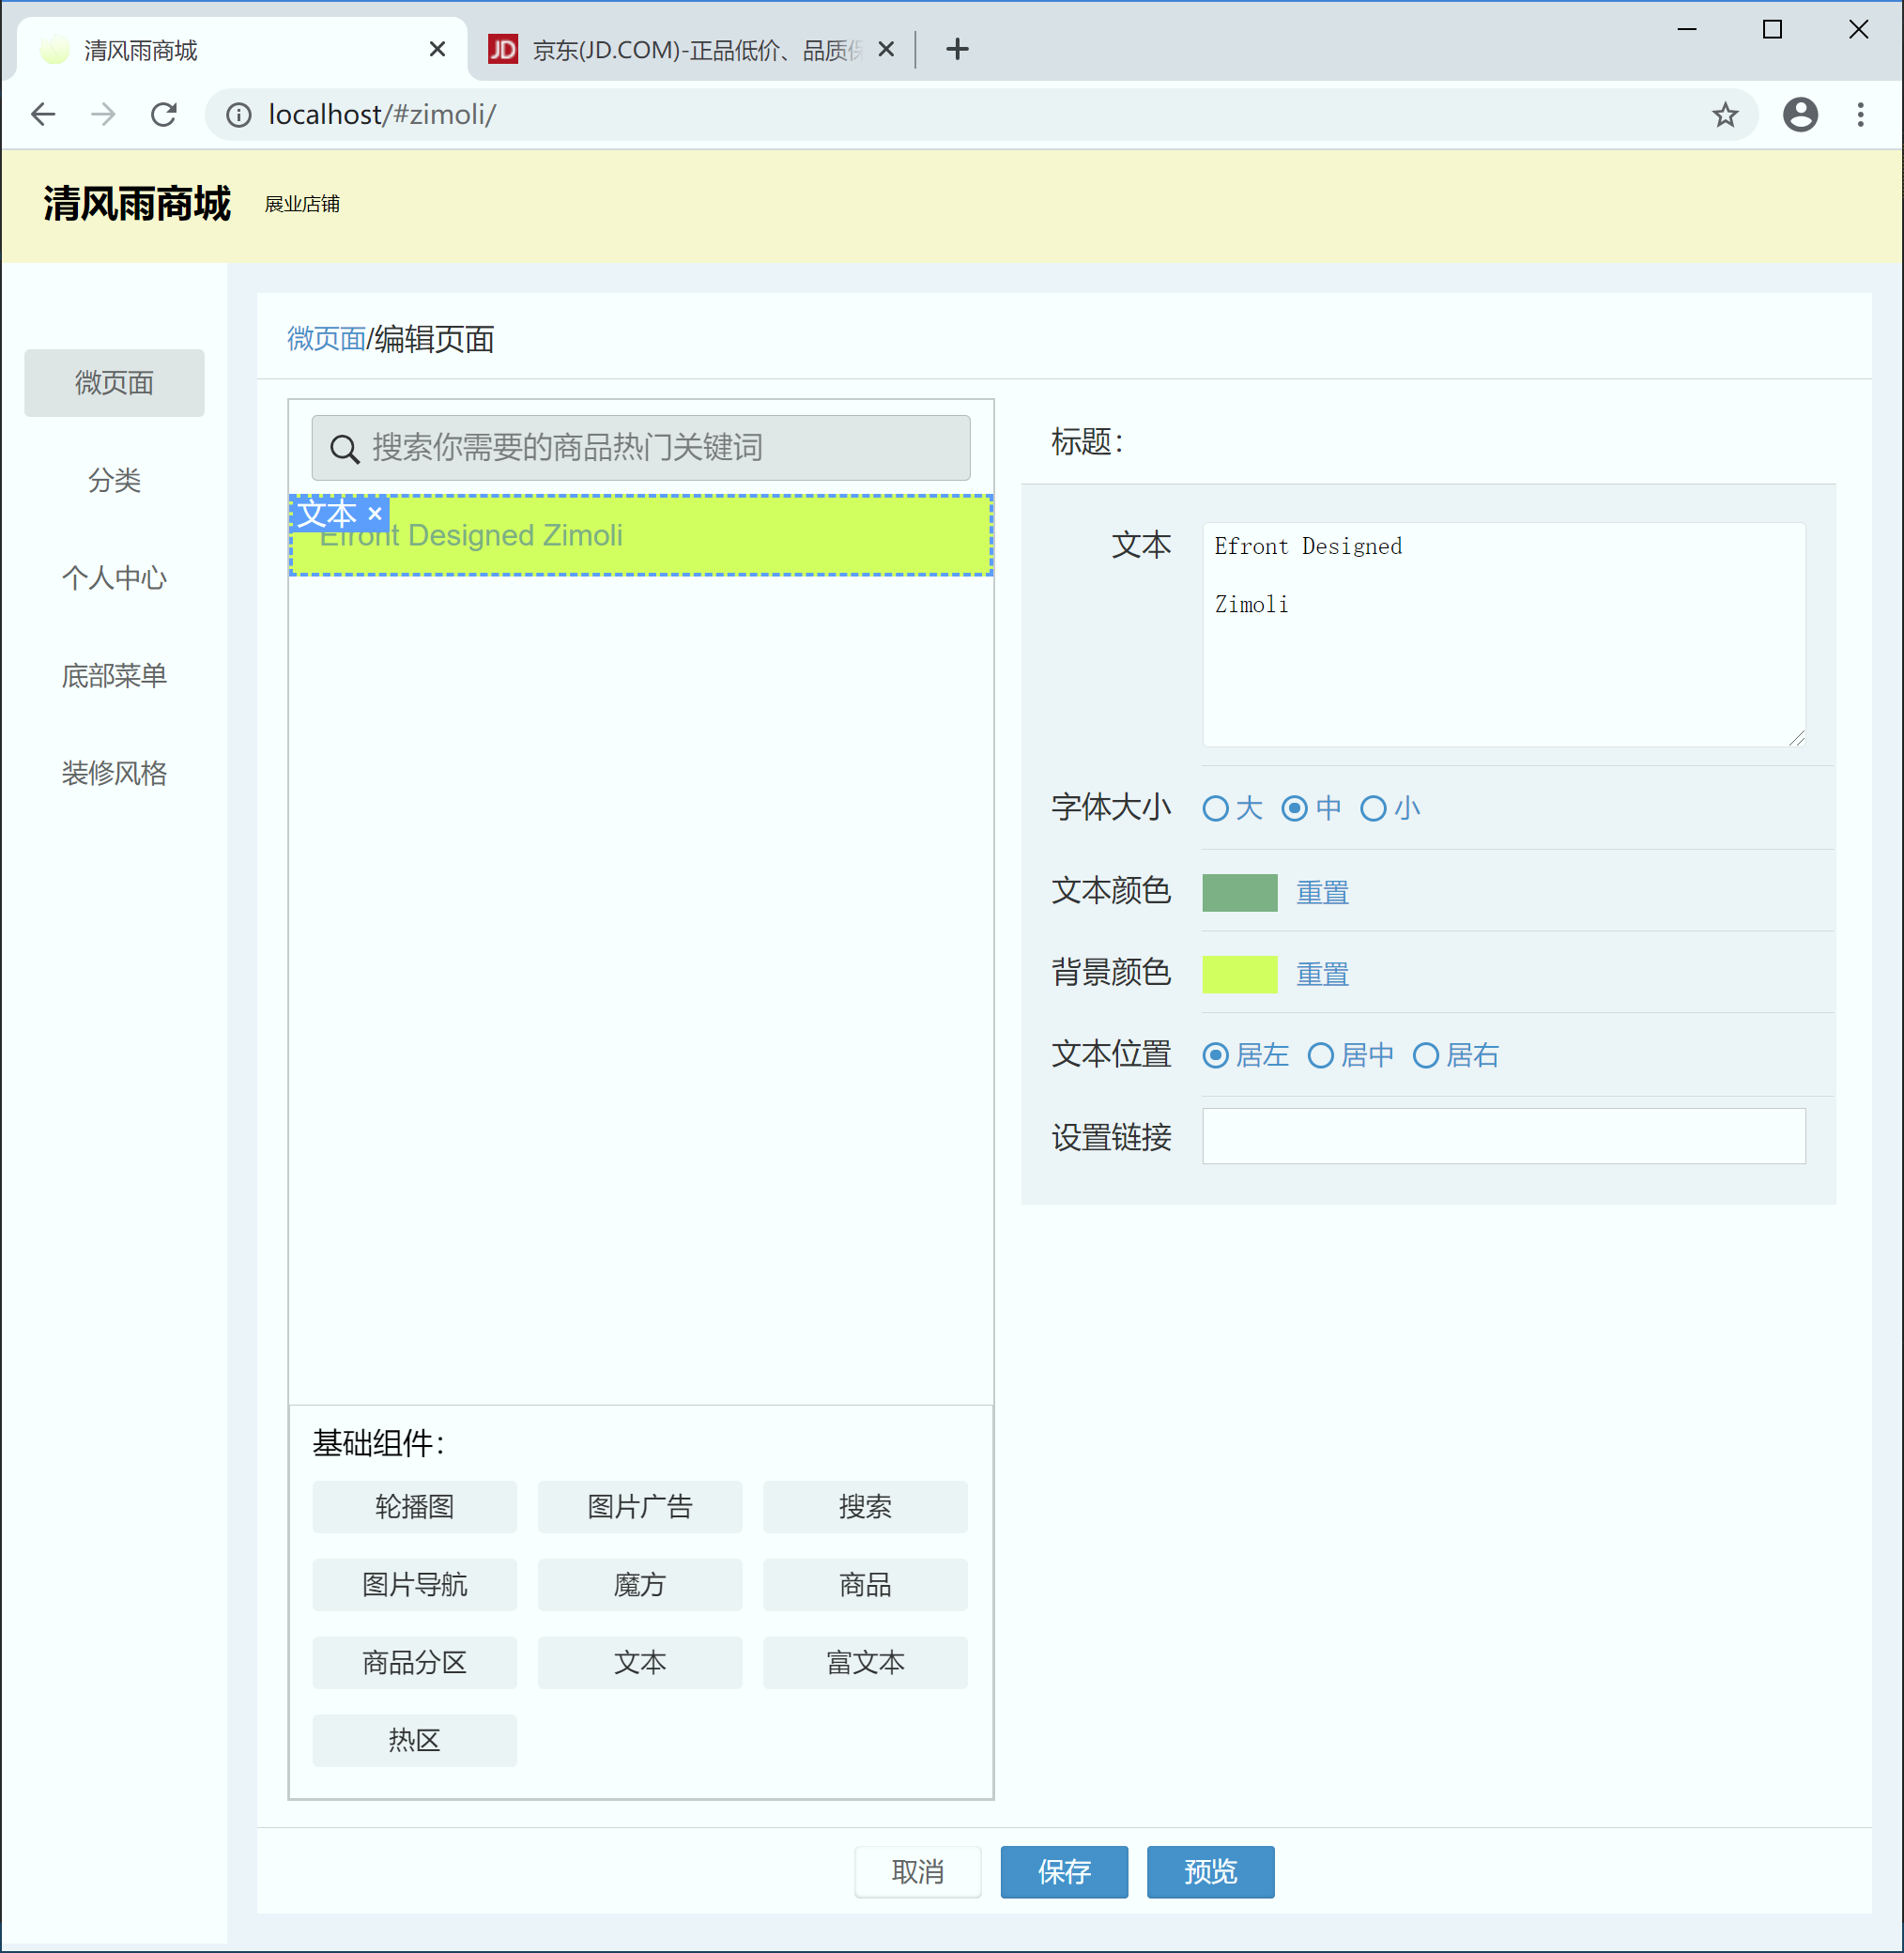 清风雨商城
京东(JD.COM)-正品低价、品质保
localhost/#zimoli/
清风雨商城 展业店铺
微页面
分类
个人中心
底部菜单
装修风格
微页面/编辑页面
搜索你需要的商品热门关键词
文本 ×
Efront Designed Zimoli
基础组件：
轮播图 图片广告 搜索
图片导航 魔方 商品
商品分区 文本 富文本
热区
标题：
文本 Efront Designed
Zimoli
字体大小 大 中 小
文本颜色 重置
背景颜色 重置
文本位置 居左 居中 居右
设置链接
取消 保存 预览